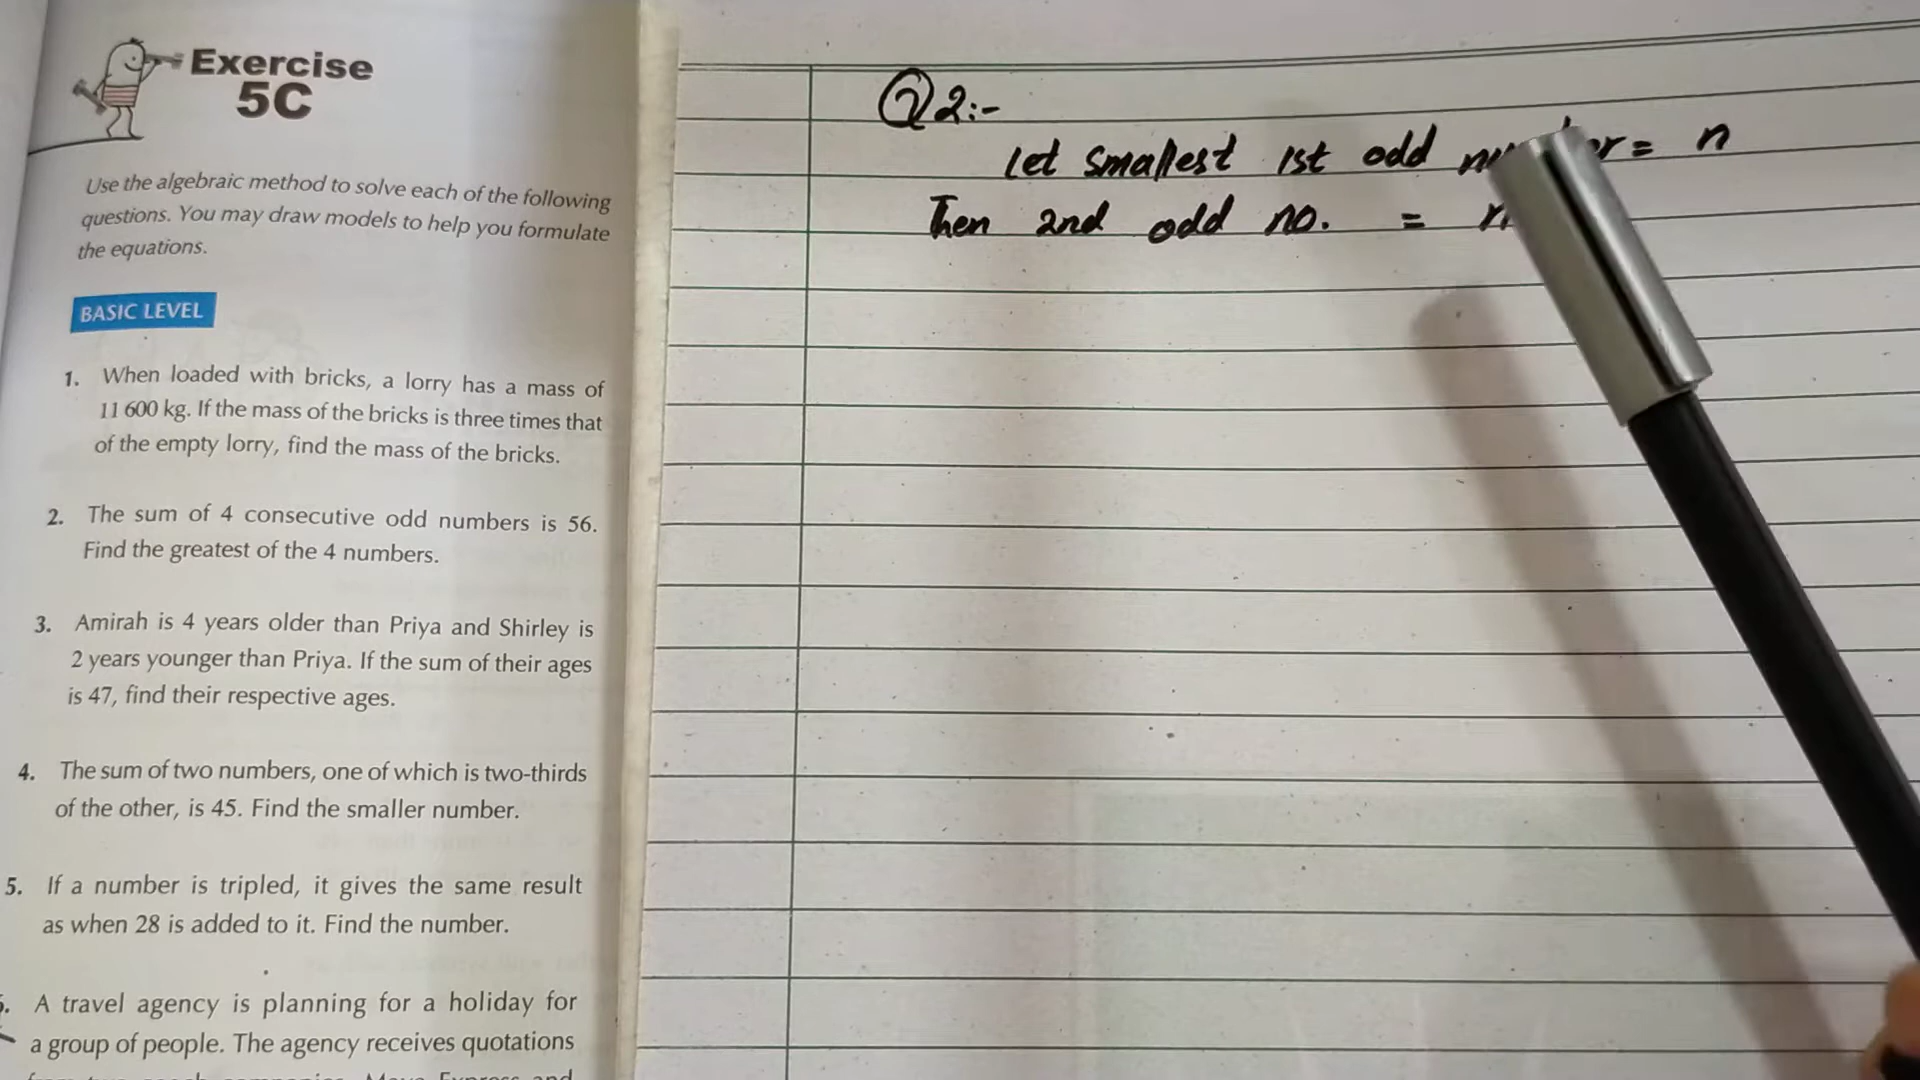 Exercise
5C
Use the algebraic method to solve each of the following
questions. You may draw models to help you formulate
the equations.
BASIC LEVEL
1. When loaded with bricks, a lorry has a mass of
11 600 kg. If the mass of the bricks is three times that
of the empty lorry, find the mass of the bricks.
2. The sum of 4 consecutive odd numbers is 56.
Find the greatest of the 4 numbers.
3. Amirah is 4 years older than Priya and Shirley is
2 years younger than Priya. If the sum of their ages
is 47, find their respective ages.
4. The sum of two numbers, one of which is two-thirds
of the other, is 45. Find the smaller number.
5. If a number is tripled, it gives the same result
as when 28 is added to it. Find the number.
A travel agency is planning for a holiday for
a group of people. The agency receives quotations
Q2:-
Let smallest 1st odd = n
Then 2nd odd no. = n